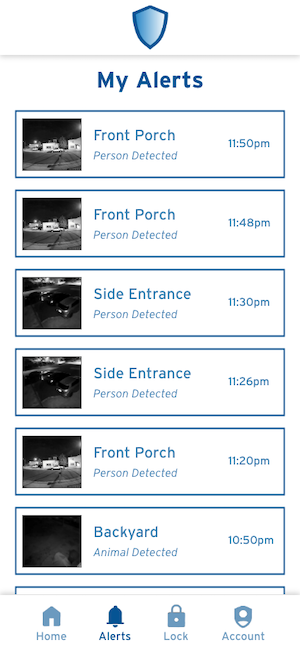 My Alerts
Front Porch
Person Detected
11:50pm
Front Porch
Person Detected
11:48pm
Side Entrance
Person Detected
11:30pm
Side Entrance
Person Detected
11:26pm
Front Porch
Person Detected
11:20pm
Backyard
Animal Detected
10:50pm
Home
Alerts
Lock
Account